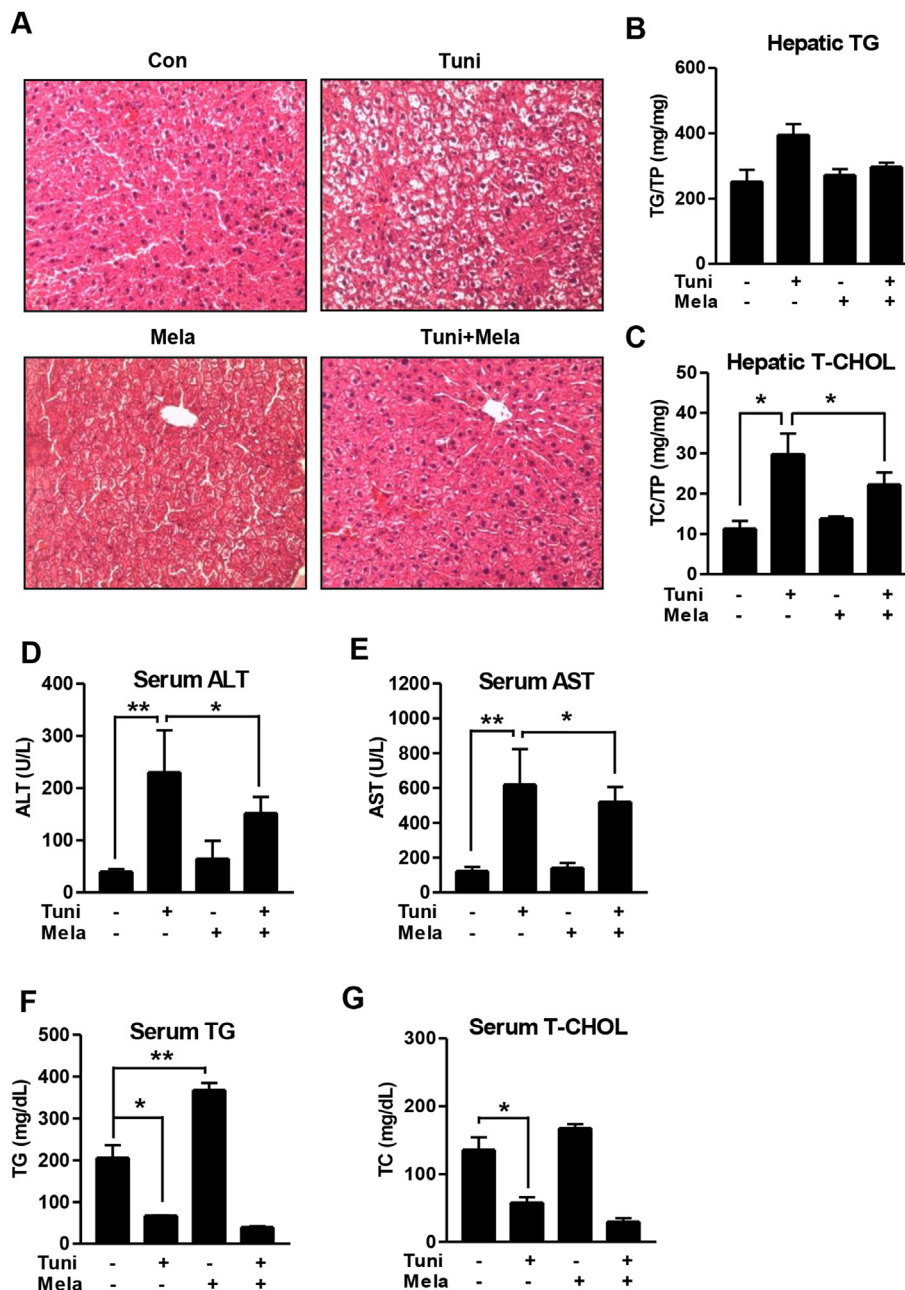 A
Con
Tuni
Mela
Tuni+Mela
B
Hepatic TG
TG/TP (mg/mg)
600
400
200
0
Tuni - + - +
Mela - - + +
C
Hepatic T-CHOL
TC/TP (mg/mg)
50
30
20
10
0
* *
Tuni - + - +
Mela - - + +
D
Serum ALT
ALT (U/L)
400
300
200
100
0
** *
Tuni - + - +
Mela - - + +
E
Serum AST
AST (U/L)
1200
1000
800
600
400
200
0
** *
Tuni - + - +
Mela - - + +
F
Serum TG
TG (mg/dL)
500
400
300
200
100
0
**
*
Tuni - + - +
Mela - - + +
G
Serum T-CHOL
TC (mg/dL)
300
150
0
*
Tuni - + - +
Mela - - + +